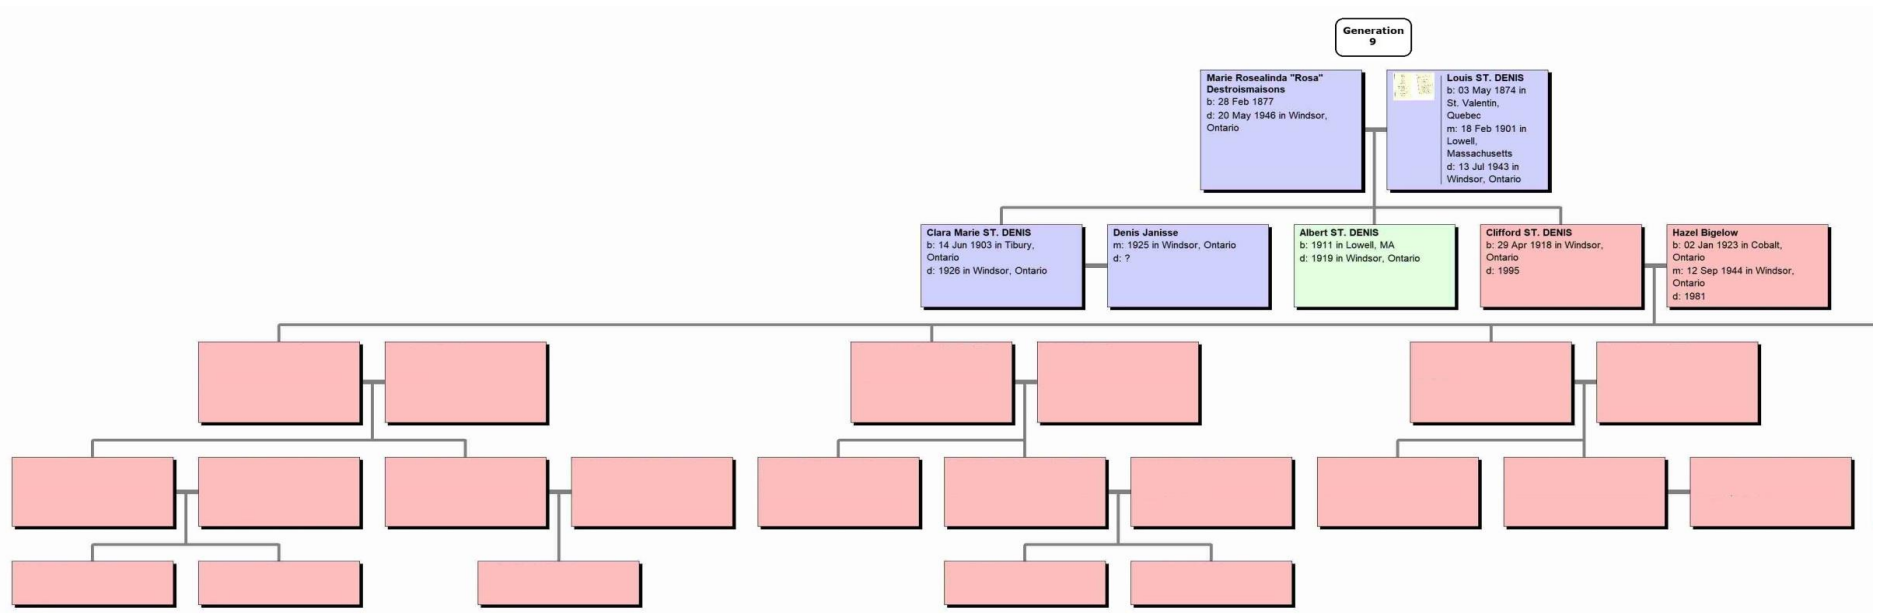 Generation
9
Marie Rosealinda "Rosa"
Destroismaisons
b: 28 Feb 1877
d: 20 May 1946 in Windsor,
Ontario
Louis ST. DENIS
b: 03 May 1874 in
St. Valentin,
Quebec
m: 18 Feb 1901 in
Lowell,
Massachusetts
d: 13 Jul 1943 in
Windsor, Ontario
Clara Marie ST. DENIS
b: 14 Jun 1903 in Tibury,
Ontario
d: 1926 in Windsor, Ontario
Denis Janisse
m: 1925 in Windsor, Ontario
d: ?
Albert ST. DENIS
b: 1911 in Lowell, MA
d: 1919 in Windsor, Ontario
Clifford ST. DENIS
b: 29 Apr 1918 in Windsor,
Ontario
d: 1995
Hazel Bigelow
b: 02 Jan 1923 in Cobalt,
Ontario
m: 12 Sep 1944 in Windsor,
Ontario
d: 1981